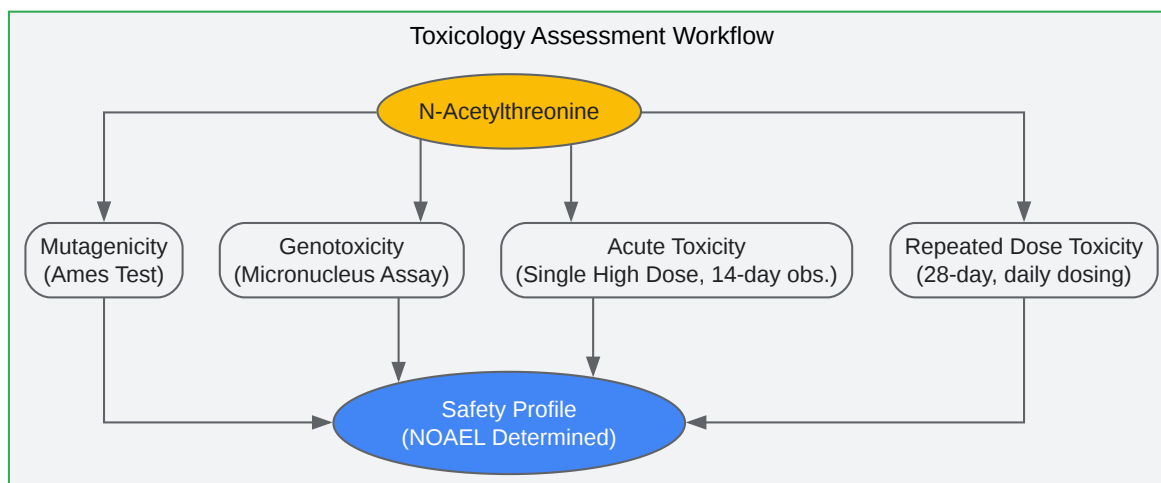 Toxicology Assessment Workflow
N-Acetylthreonine
Mutagenicity
(Ames Test)
Genotoxicity
(Micronucleus Assay)
Acute Toxicity
(Single High Dose, 14-day obs.)
Repeated Dose Toxicity
(28-day, daily dosing)
Safety Profile
(NOAEL Determined)